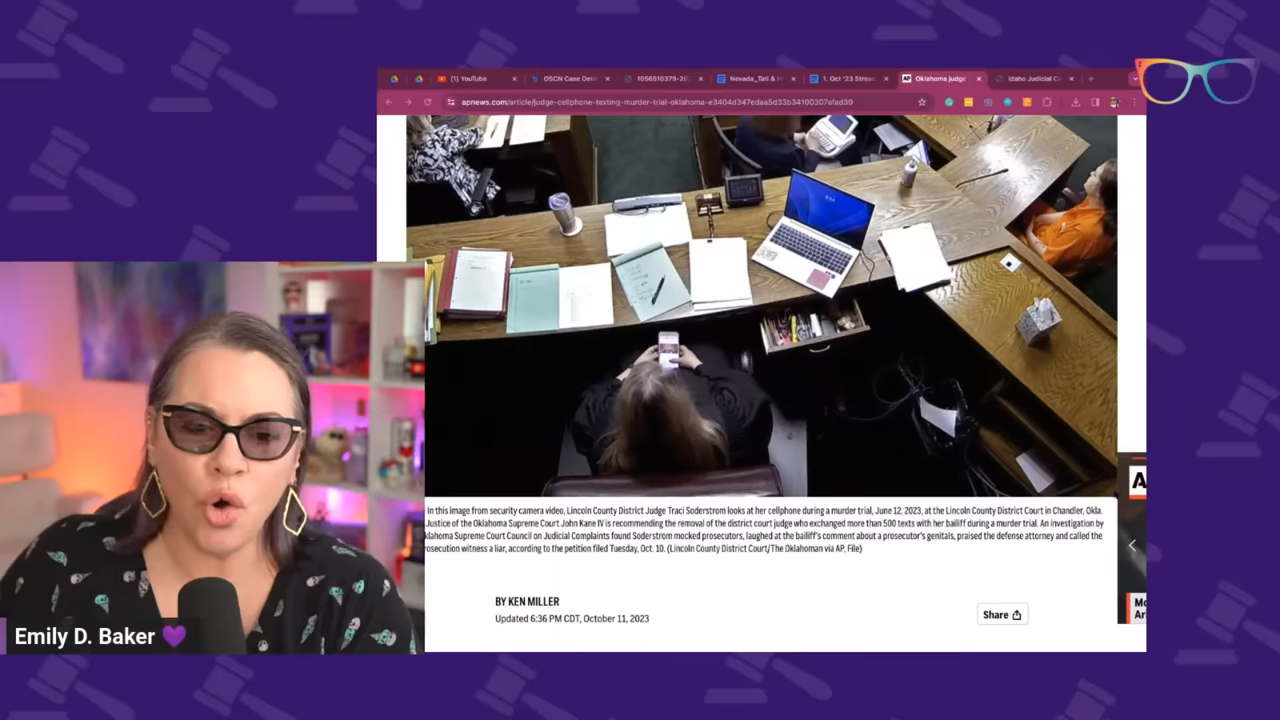 (1) YouTube
OSCN Case Deta
1056510379-202
Nevada_Tati & H
1. Oct '23 Strea
AP Oklahoma judge
Idaho Judicial C
apnews.com/article/judge-cellphone-texting-murder-trial-oklahoma-e3404d347edaa5d33b34100307afad39
In this image from security camera video, Lincoln County District Judge Traci Soderstrom looks at her cellphone during a murder trial, June 12, 2023, at the Lincoln County District Court in Chandler, Okla.
Justice of the Oklahoma Supreme Court John Kane IV is recommending the removal of the district court judge who exchanged more than 500 texts with her bailiff during a murder trial. An investigation by
klahoma Supreme Court Council on Judicial Complaints found Soderstrom mocked prosecutors, laughed at the bailiff's comment about a prosecutor's genitals, praised the defense attorney and called the
rosecution witness a liar, according to the petition filed Tuesday, Oct. 10. (Lincoln County District Court/The Oklahoman via AP, File)
BY KEN MILLER
Updated 6:36 PM CDT, October 11, 2023
Share
A
Mo
Ari
Emily D. Baker 💜